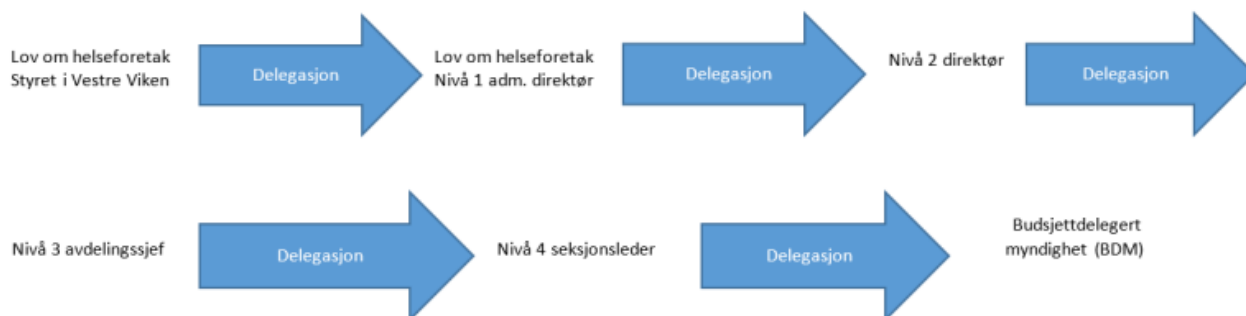 Lov om helseforetak
Styret i Vestre Viken
Delegasjon
Lov om helseforetak
Nivå 1 adm. direktør
Delegasjon
Nivå 2 direktør
Delegasjon
Nivå 3 avdelingssjef
Delegasjon
Nivå 4 seksjonsleder
Delegasjon
Budsjettdelegert
myndighet (BDM)